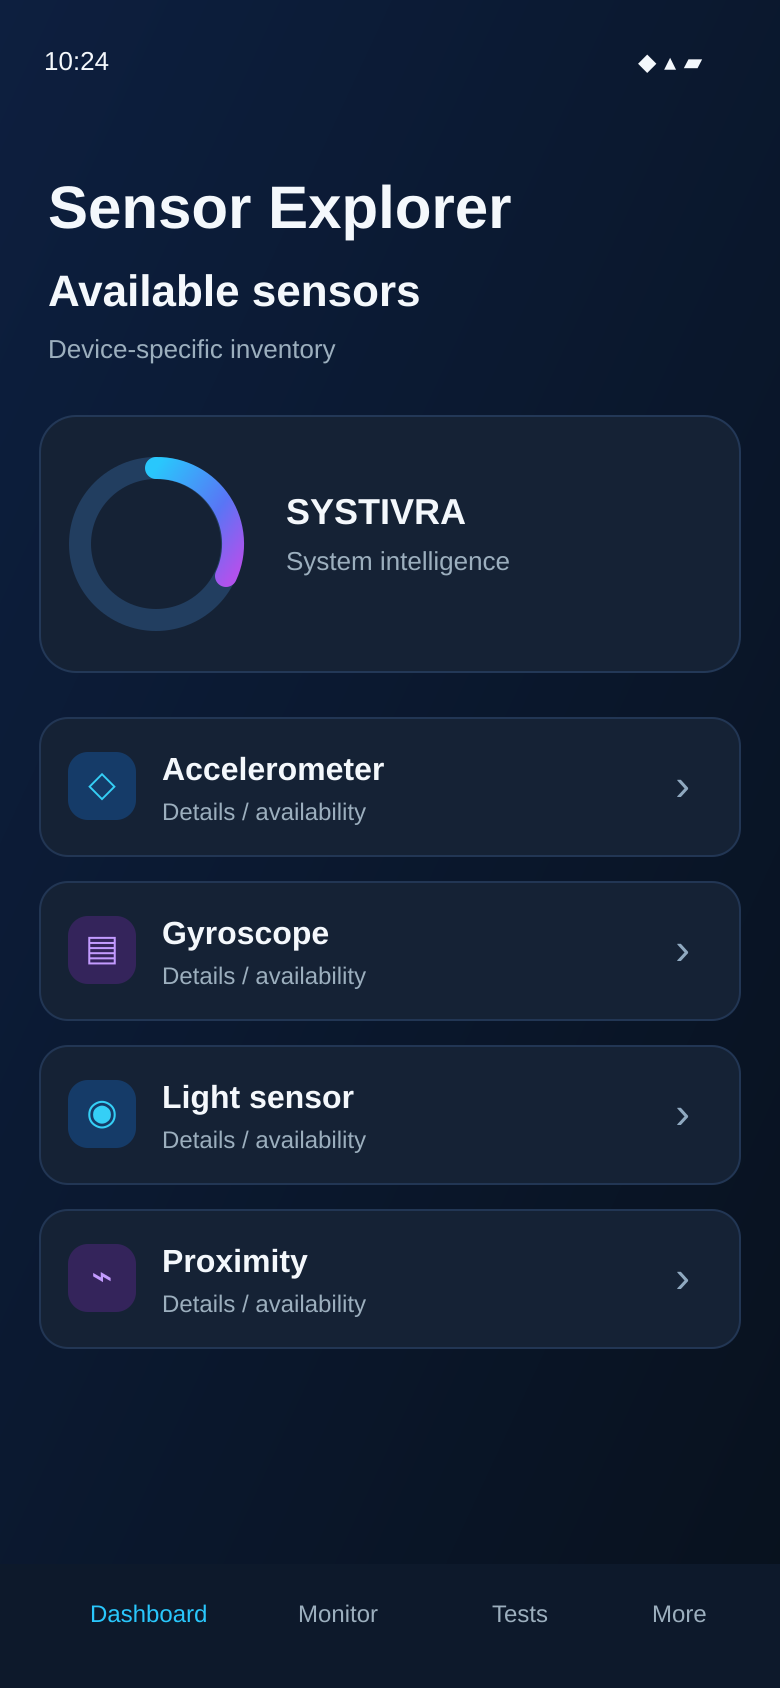 10:24
Sensor Explorer
Available sensors
Device-specific inventory
SYSTIVRA
System intelligence
Accelerometer
Details / availability
Gyroscope
Details / availability
Light sensor
Details / availability
Proximity
Details / availability
Dashboard Monitor Tests More